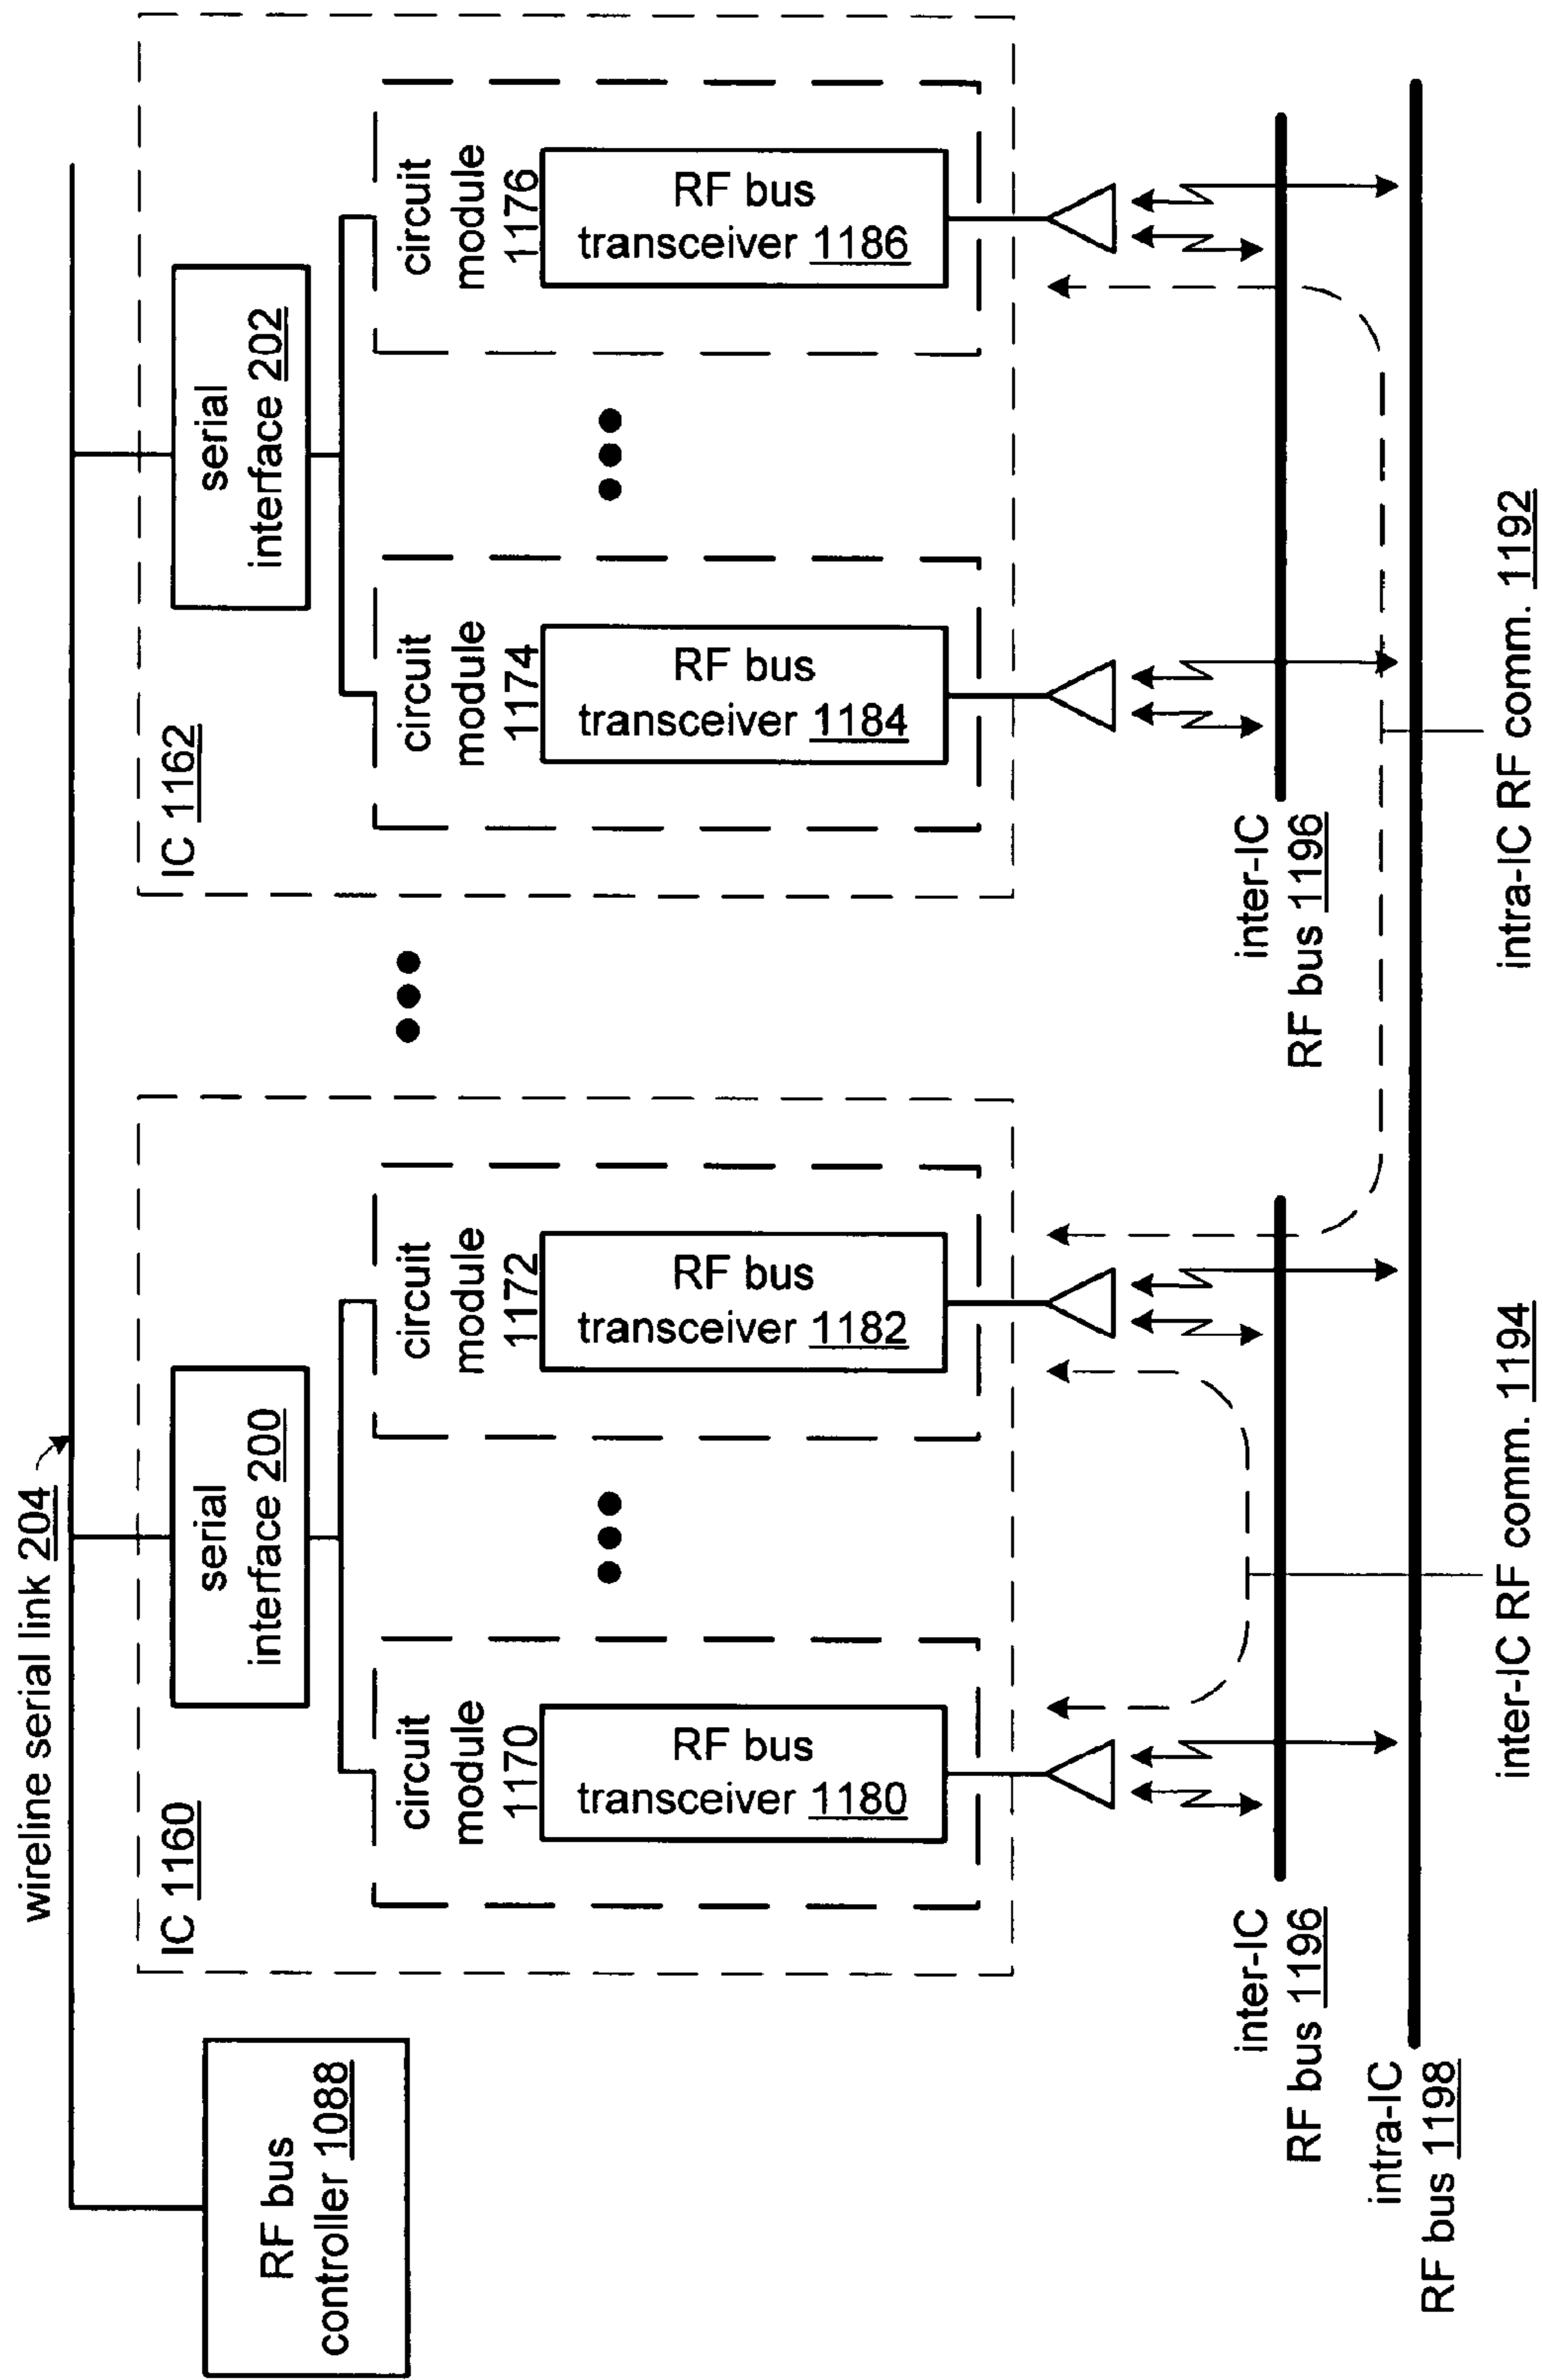 wireline serial link 204
RF bus
controller 1088
IC 1160
serial
interface 200
circuit
module
1170
RF bus
transceiver 1180
circuit
module
1172
RF bus
transceiver 1182
IC 1162
serial
interface 202
circuit
module
1174
RF bus
transceiver 1184
circuit
module
1176
RF bus
transceiver 1186
inter-IC
RF bus 1196
inter-IC
RF bus 1196
intra-IC
RF bus 1198
inter-IC RF comm. 1194
intra-IC RF comm. 1192